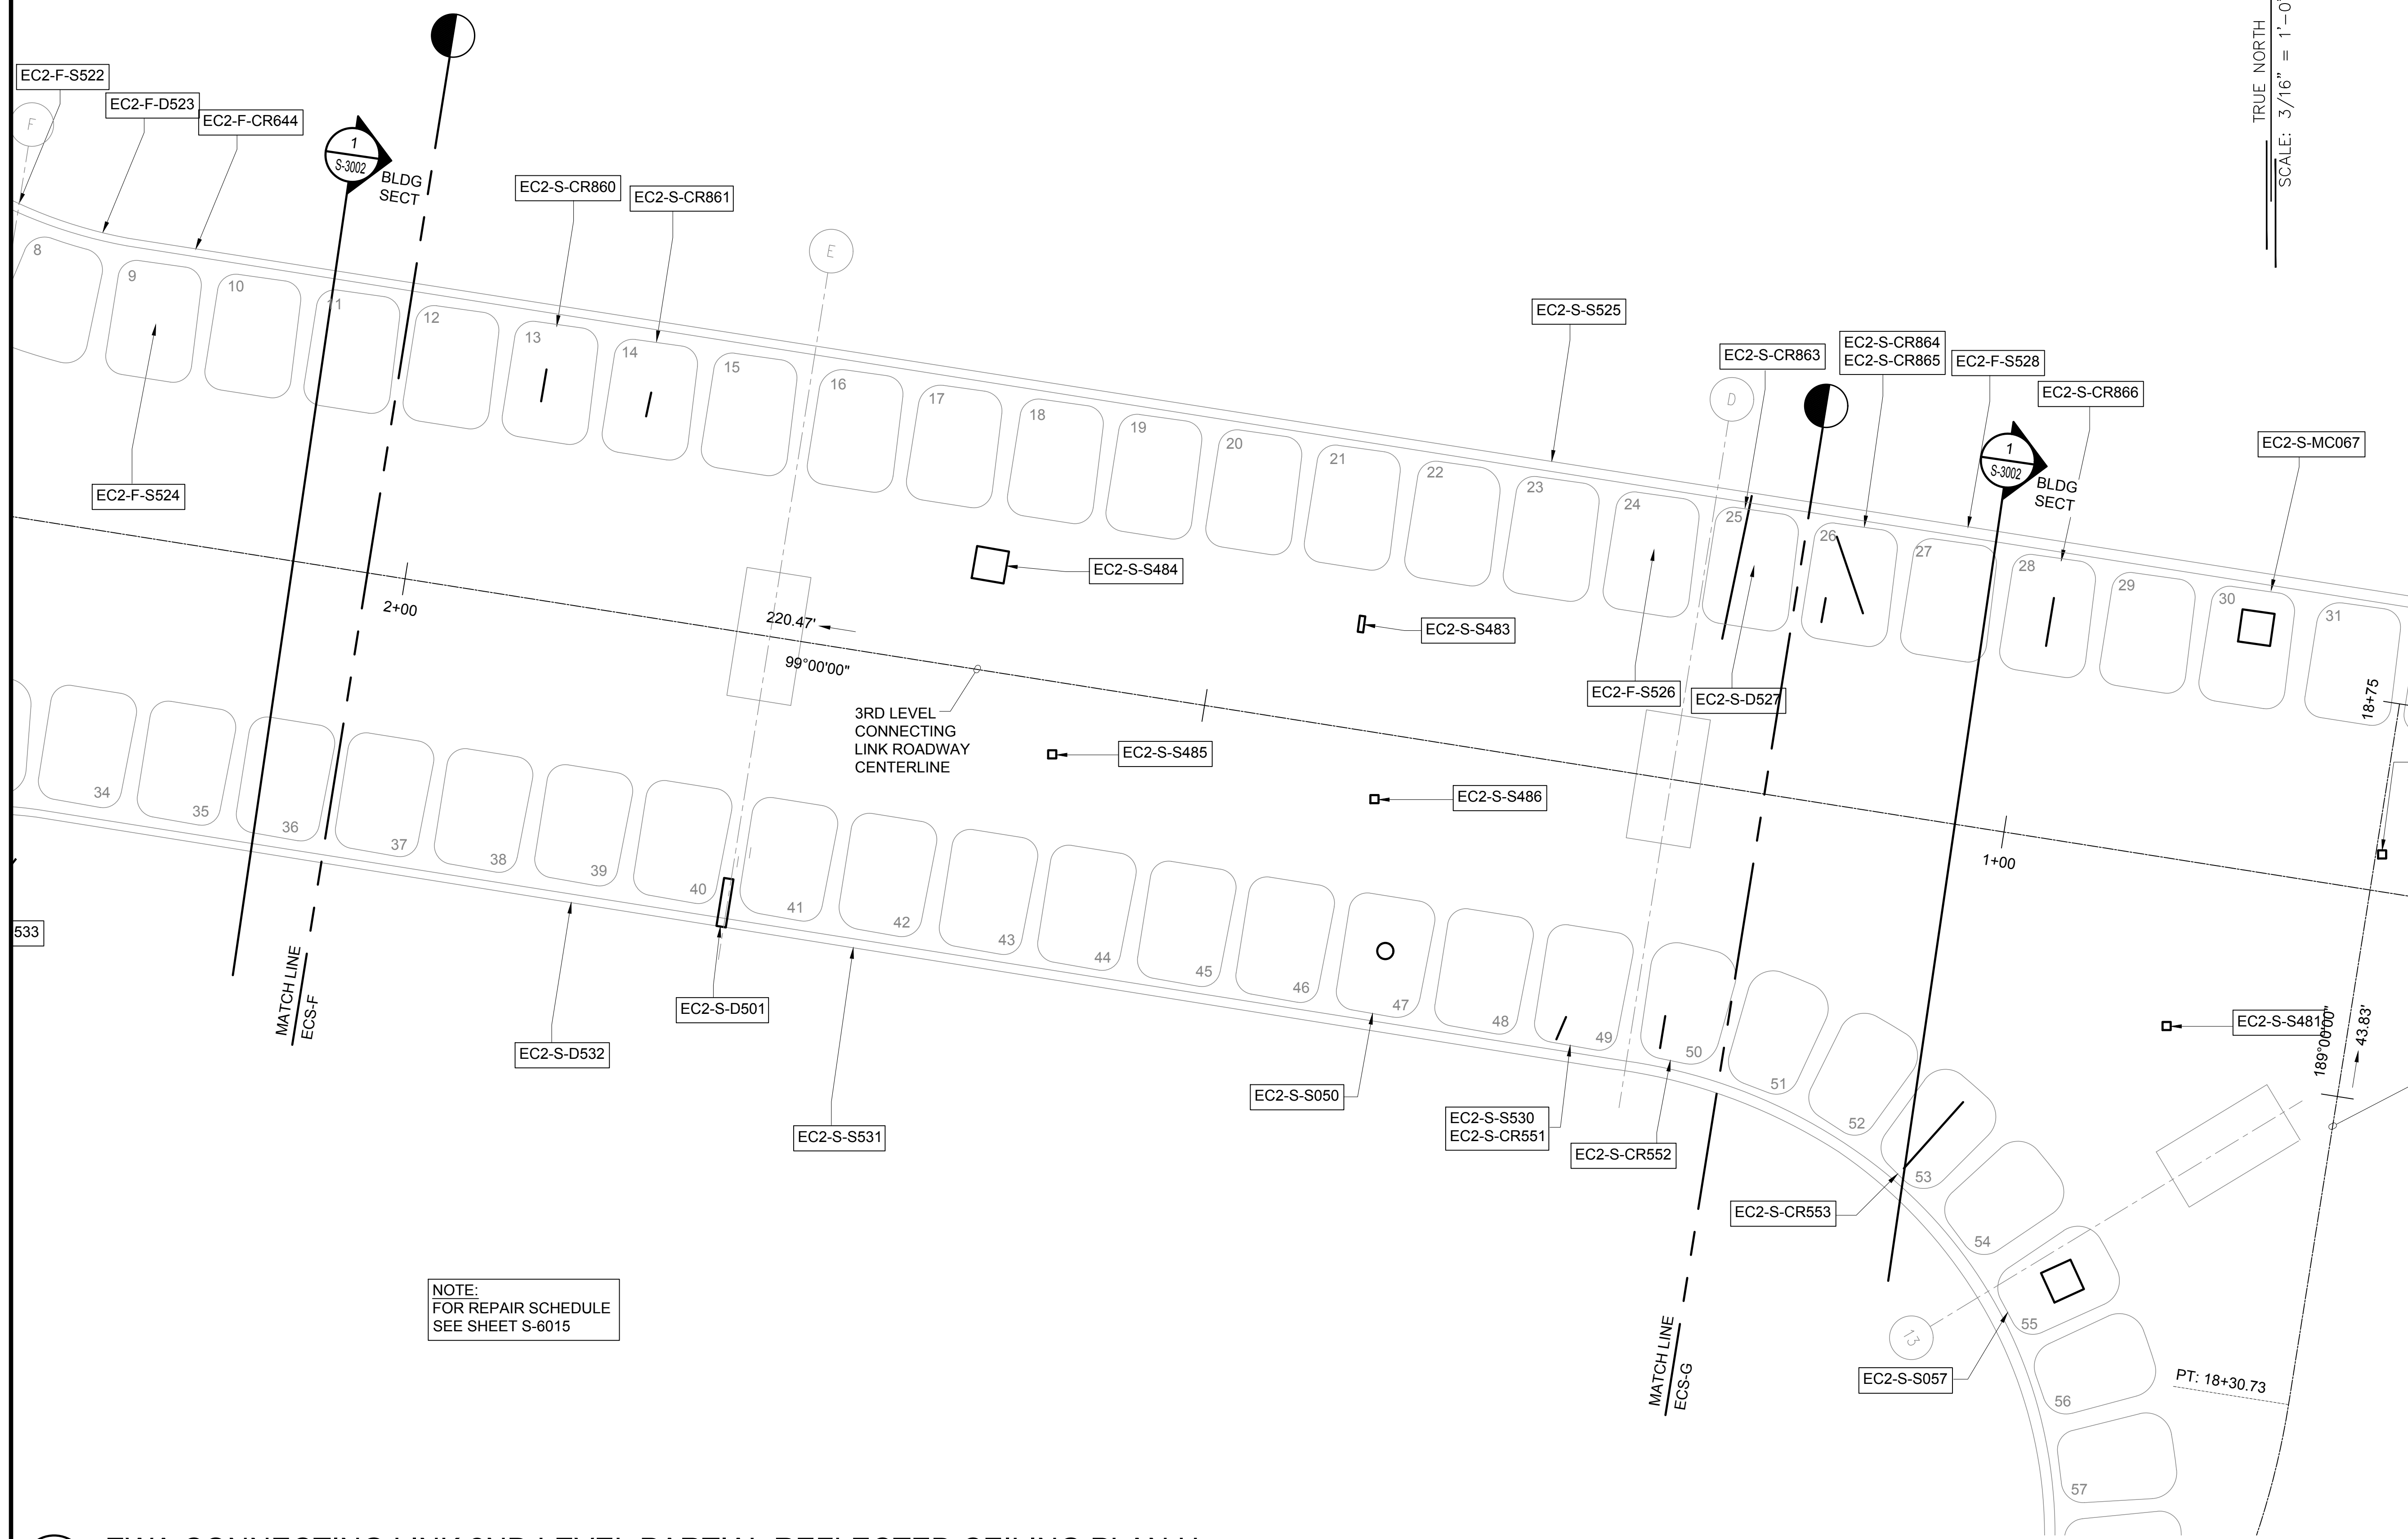 TRUE NORTH
SCALE: 3/16" = 1'-0"
EC2-F-S522
EC2-F-D523
EC2-F-CR644
F
1
S-3002
BLDG
SECT
EC2-S-CR860
EC2-S-CR861
E
8
9
10
11
12
13
14
15
16
17
18
19
20
21
22
23
24
25
26
27
28
29
30
31
EC2-S-S525
EC2-S-CR863
EC2-S-CR864
EC2-S-CR865
EC2-F-S528
EC2-S-CR866
D
1
S-3002
BLDG
SECT
EC2-S-MC067
EC2-F-S524
EC2-S-S484
EC2-S-S483
EC2-F-S526
EC2-S-D527
2+00
220.47'
99°00'00"
3RD LEVEL
CONNECTING
LINK ROADWAY
CENTERLINE
EC2-S-S485
EC2-S-S486
18+75
1+00
34
35
36
37
38
39
40
41
42
43
44
45
46
47
48
49
50
51
52
53
54
55
56
57
533
MATCH LINE
ECS-F
EC2-S-D501
EC2-S-D532
EC2-S-S531
EC2-S-S050
EC2-S-S530
EC2-S-CR551
EC2-S-CR552
EC2-S-CR553
EC2-S-S481
189°00'00"
43.83'
NOTE:
FOR REPAIR SCHEDULE
SEE SHEET S-6015
MATCH LINE
ECS-G
13
EC2-S-S057
PT: 18+30.73